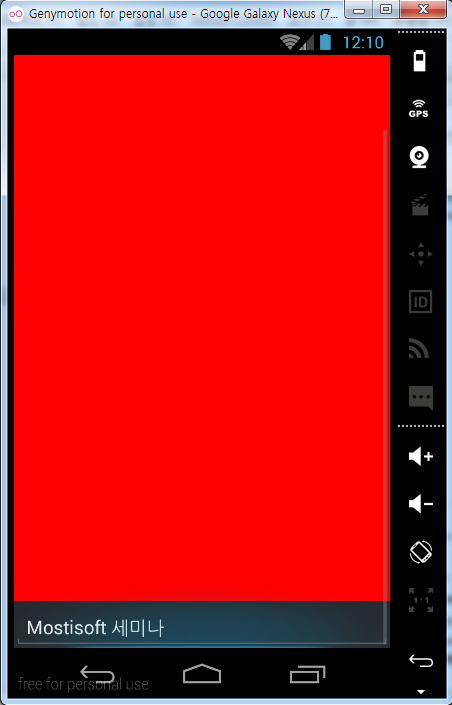 Genymotion for personal use - Google Galaxy Nexus (7...
12:10
GPS
ID
1:1
Mostisoft 세미나
free for personal use